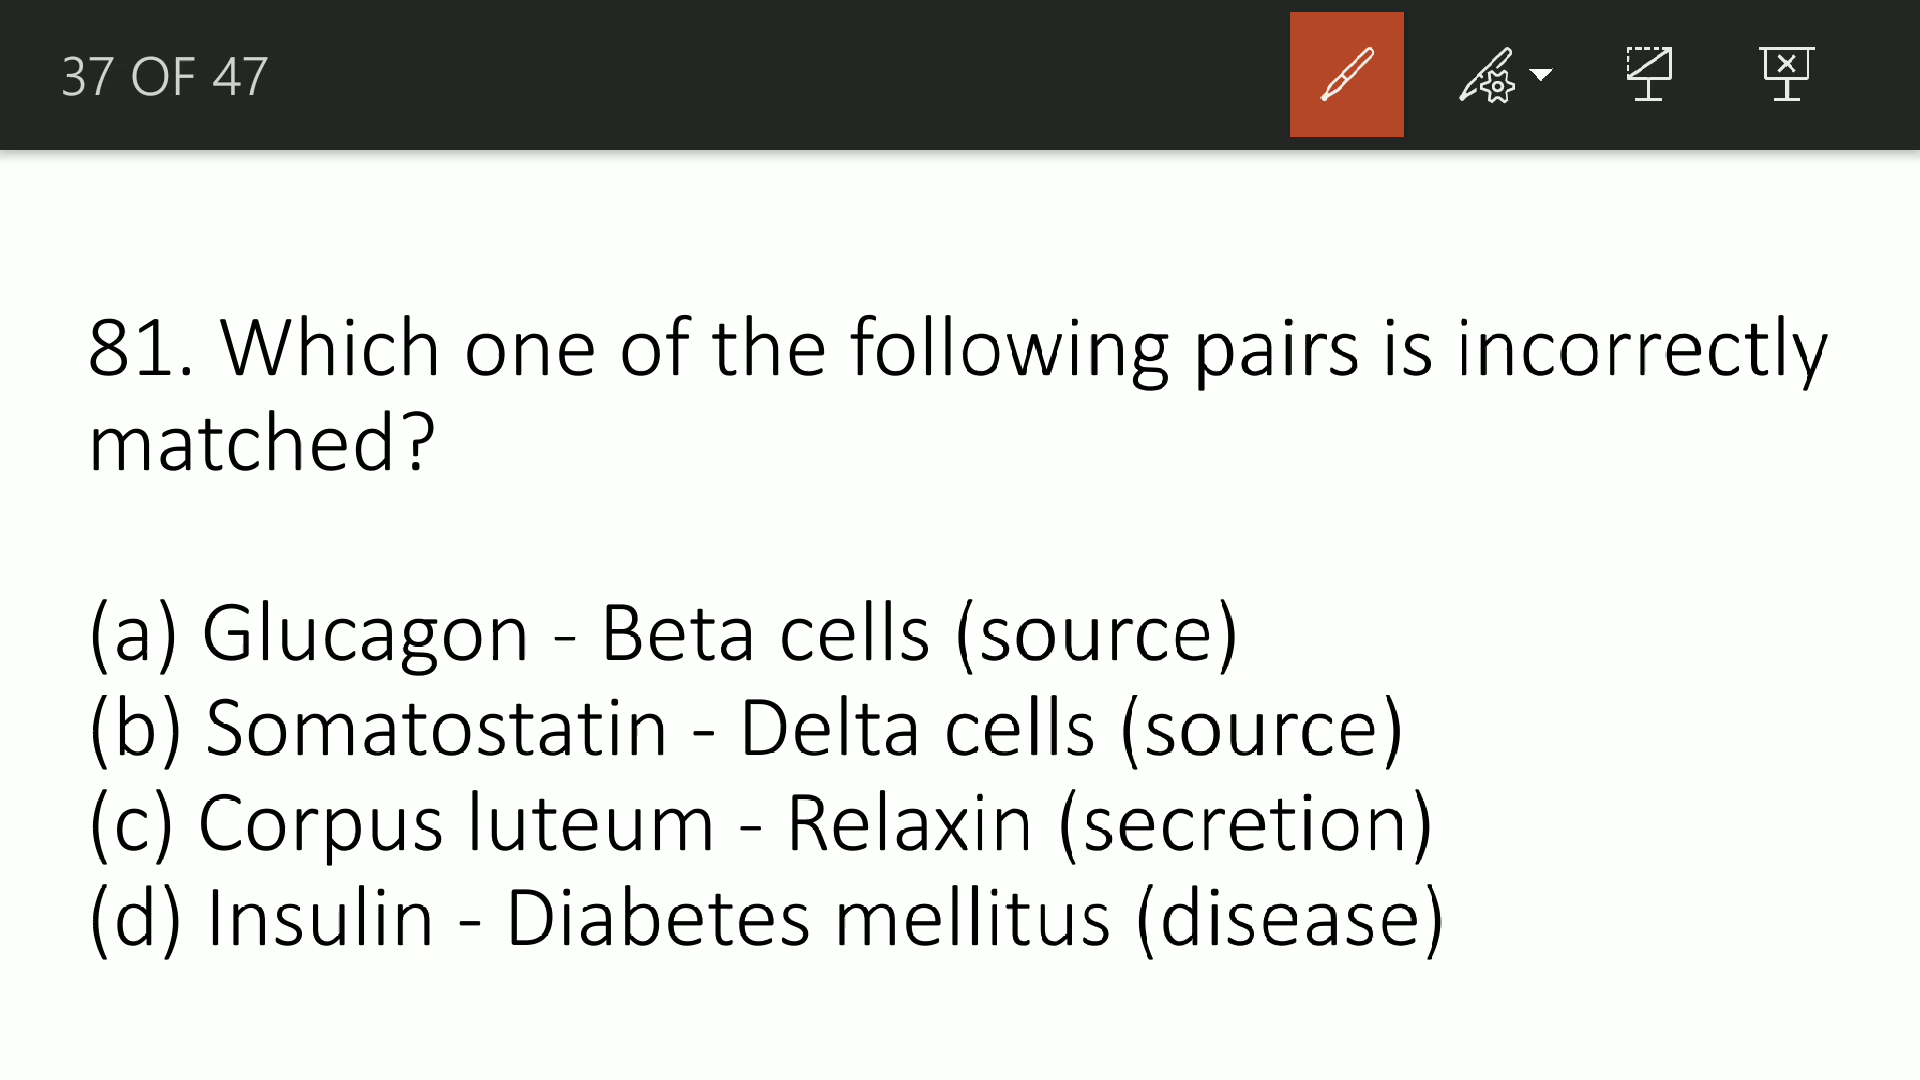 37 OF 47
81. Which one of the following pairs is incorrectly
matched?
(a) Glucagon - Beta cells (source)
(b) Somatostatin - Delta cells (source)
(c) Corpus luteum - Relaxin (secretion)
(d) Insulin - Diabetes mellitus (disease)